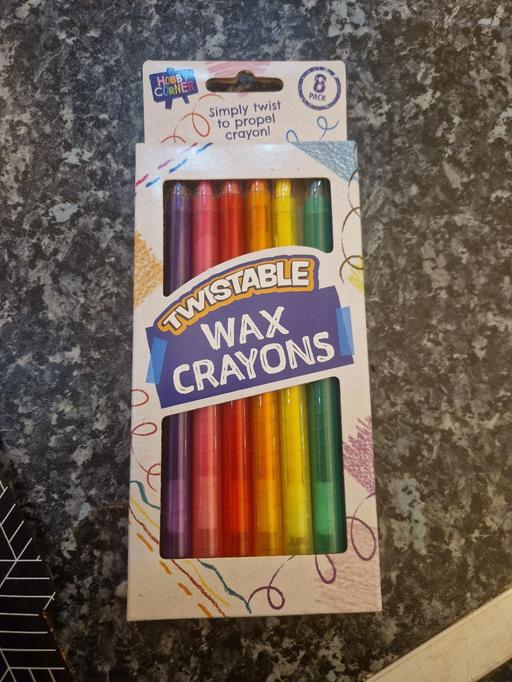 HOBBY
CORNER
8
PACK
Simply twist
to propel
crayon!
TWISTABLE
WAX
CRAYONS